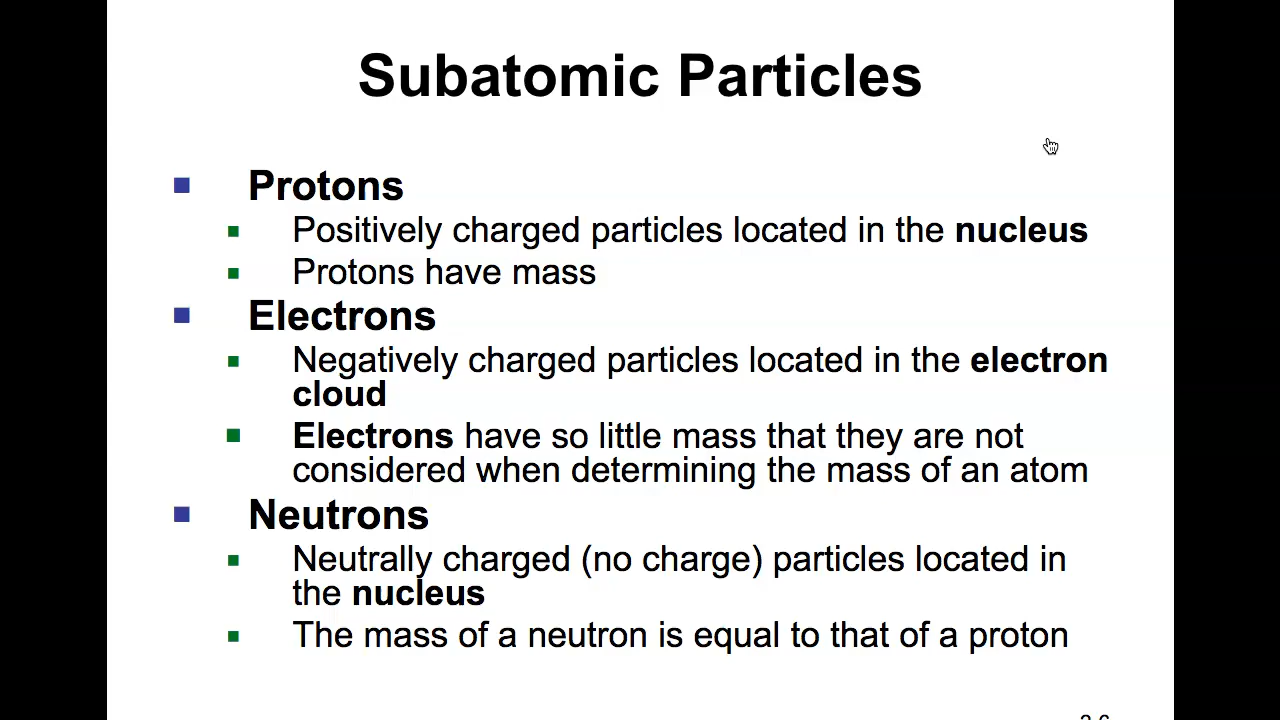 Subatomic Particles
Protons
Positively charged particles located in the nucleus
Protons have mass
Electrons
Negatively charged particles located in the electron
cloud
Electrons have so little mass that they are not
considered when determining the mass of an atom
Neutrons
Neutrally charged (no charge) particles located in
the nucleus
The mass of a neutron is equal to that of a proton